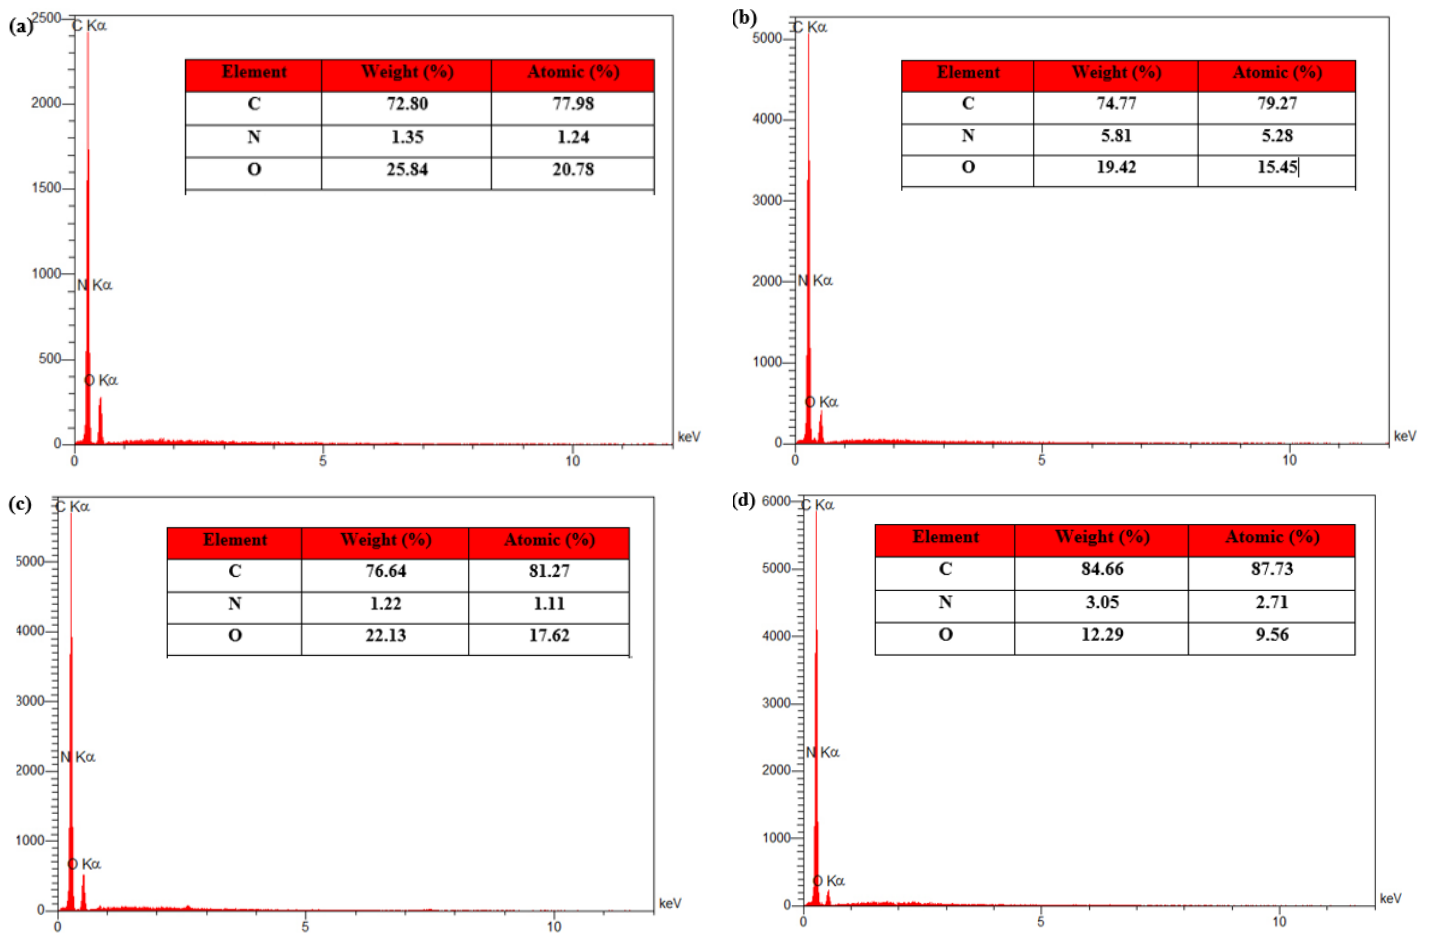 (a)
2500
C Kα
Element Weight (%) Atomic (%)
C 72.80 77.98
N 1.35 1.24
O 25.84 20.78
2000
1500
1000
N Kα
500
O Kα
0
keV
0 5 10
(b)
C Kα
5000
Element Weight (%) Atomic (%)
C 74.77 79.27
N 5.81 5.28
O 19.42 15.45
4000
3000
2000
N Kα
1000
O Kα
0
keV
0 5 10
(c)
C Kα
Element Weight (%) Atomic (%)
C 76.64 81.27
N 1.22 1.11
O 22.13 17.62
5000
4000
3000
N Kα
2000
1000
O Kα
0
keV
0 5 10
(d)
6000
C Kα
Element Weight (%) Atomic (%)
C 84.66 87.73
N 3.05 2.71
O 12.29 9.56
5000
4000
3000
N Kα
2000
1000
O Kα
0
keV
0 5 10